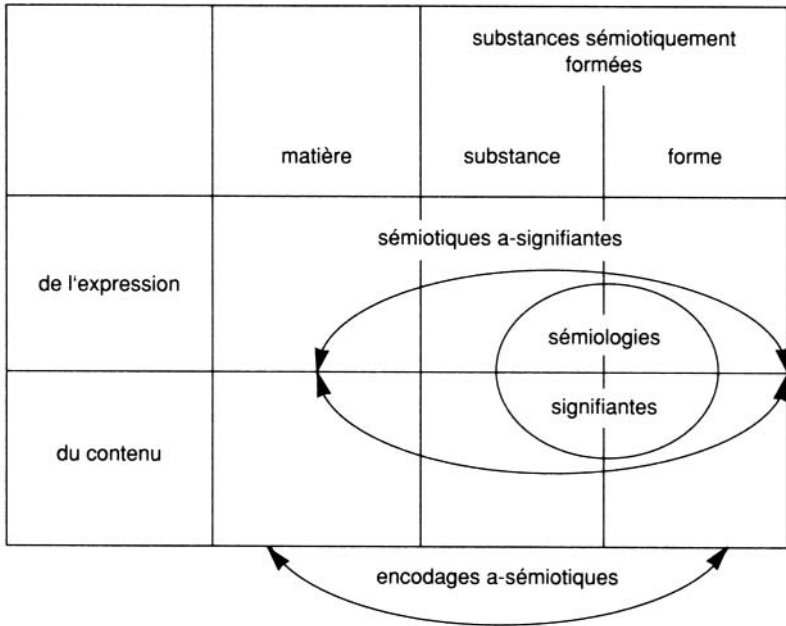 substances sémiotiquement
formées
matière
substance
forme
sémiotiques a-signifiantes
de l'expression
sémiologies
signifiantes
du contenu
encodages a-sémiotiques